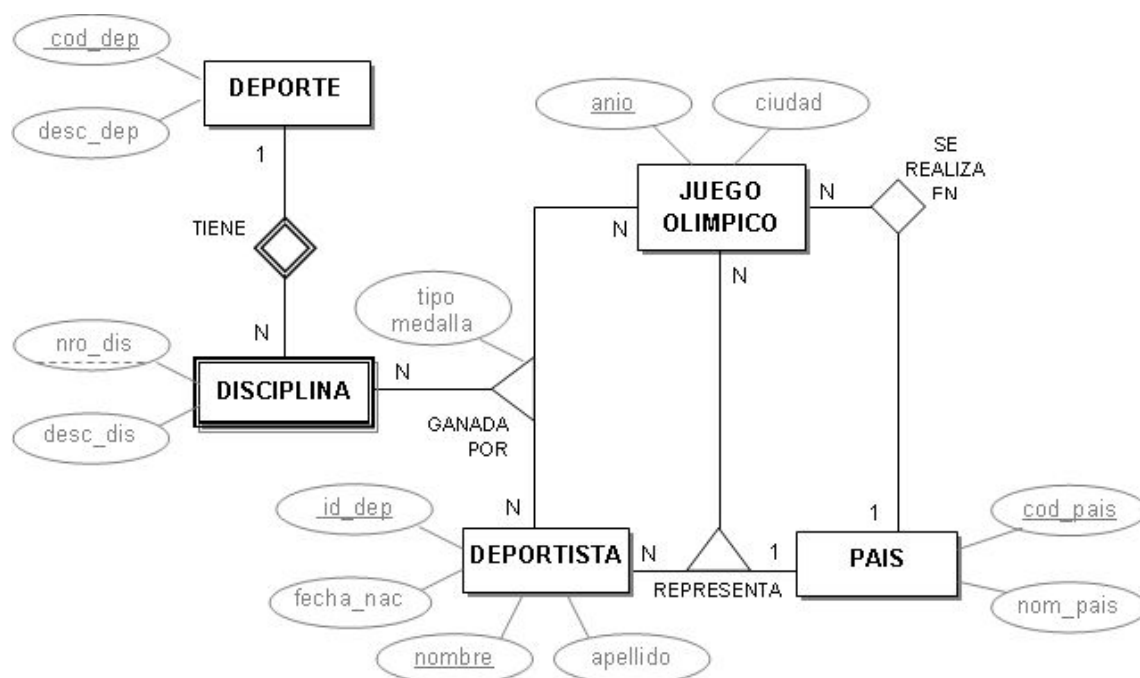 cod_dep
DEPORTE
desc_dep
1
TIENE
N
nro_dis
DISCIPLINA
desc_dis
N
tipo
medalla
GANADA
POR
anio
ciudad
JUEGO
OLIMPICO
N
N
N
SE
REALIZA
EN
N
id_dep
DEPORTISTA
fecha_nac
nombre
apellido
N
REPRESENTA
1
1
PAIS
cod_pais
nom_pais